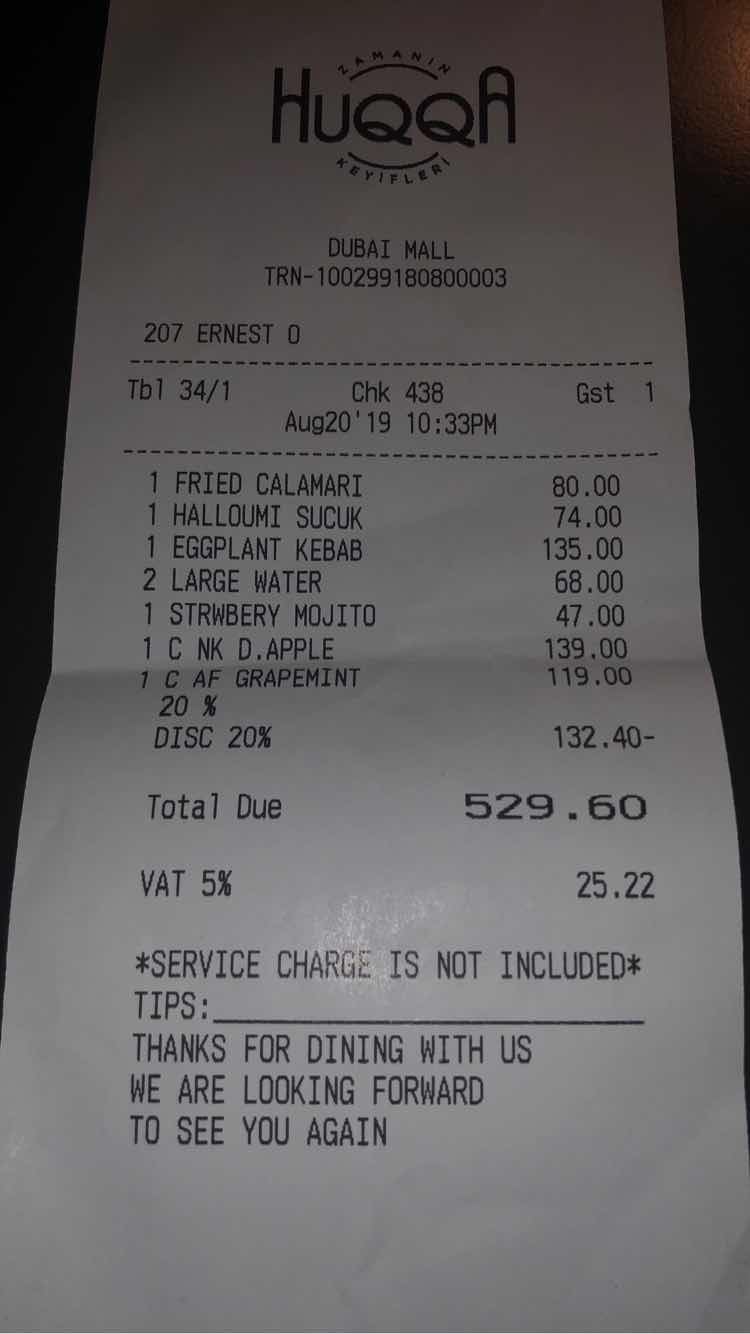 ZAMANIN
HUQQA
KEYİFLERİ
DUBAI MALL
TRN-100299180800003
207 ERNEST O
Tbl 34/1 Chk 438 Gst 1
Aug20'19 10:33PM
1 FRIED CALAMARI 80.00
1 HALLOUMI SUCUK 74.00
1 EGGPLANT KEBAB 135.00
2 LARGE WATER 68.00
1 STRWBERY MOJITO 47.00
1 C NK D.APPLE 139.00
1 C AF GRAPEMINT 119.00
20 %
DISC 20% 132.40-
Total Due 529.60
VAT 5% 25.22
*SERVICE CHARGE IS NOT INCLUDED*
TIPS:
THANKS FOR DINING WITH US
WE ARE LOOKING FORWARD
TO SEE YOU AGAIN